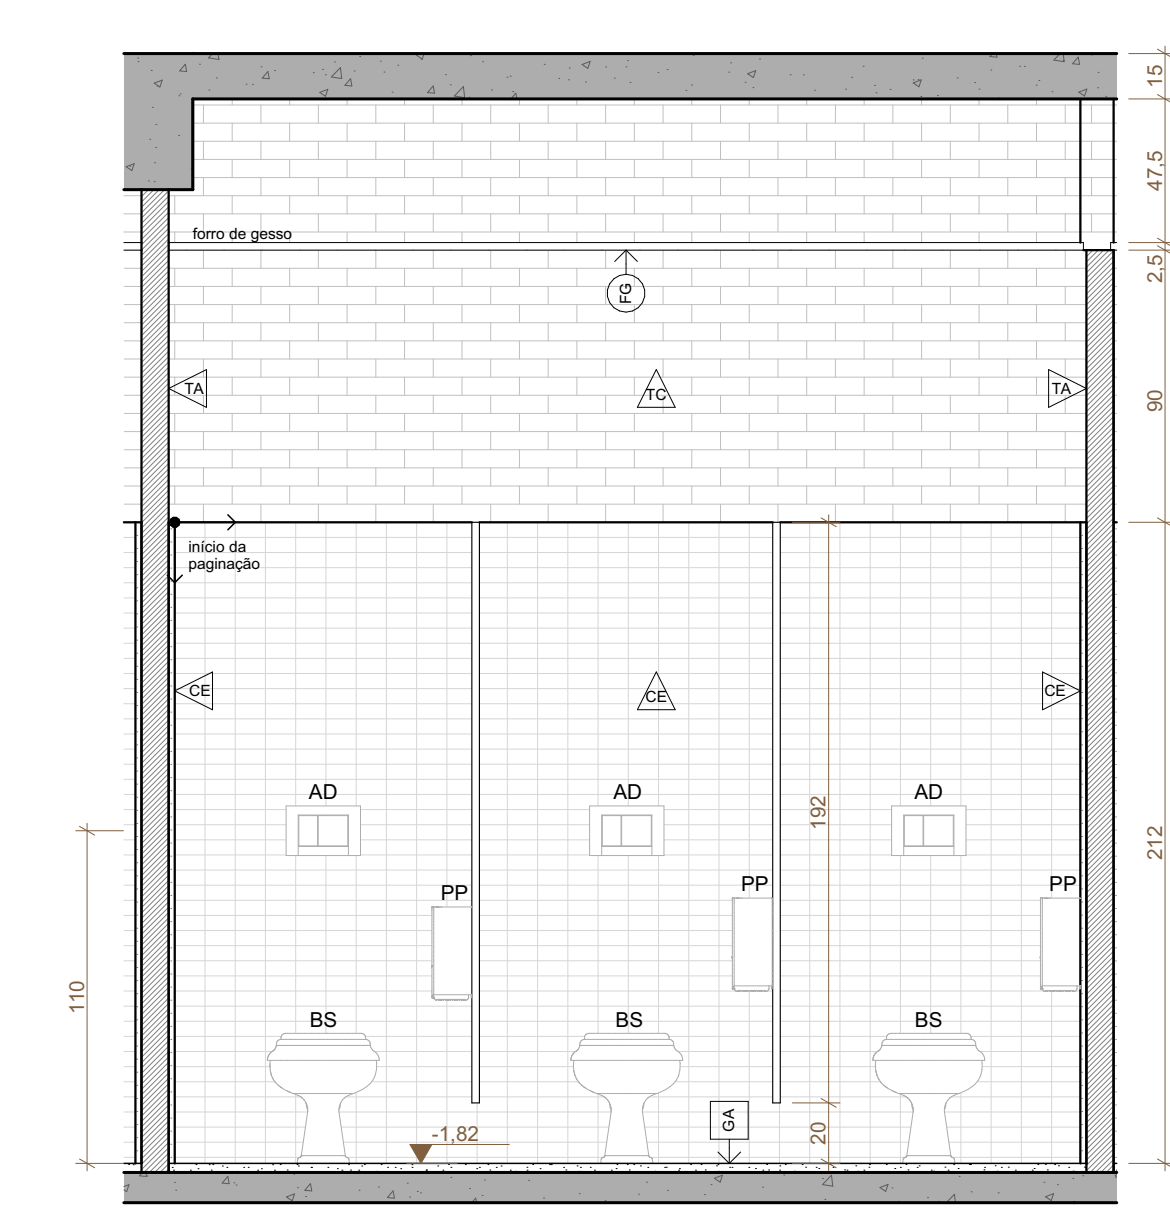 15
47,5
forro de gesso
2,5
FG
TA
TC
TA
90
início da
paginação
CE
CE
CE
AD
AD
AD
192
212
PP
PP
PP
110
BS
BS
BS
GA
-1,82
20